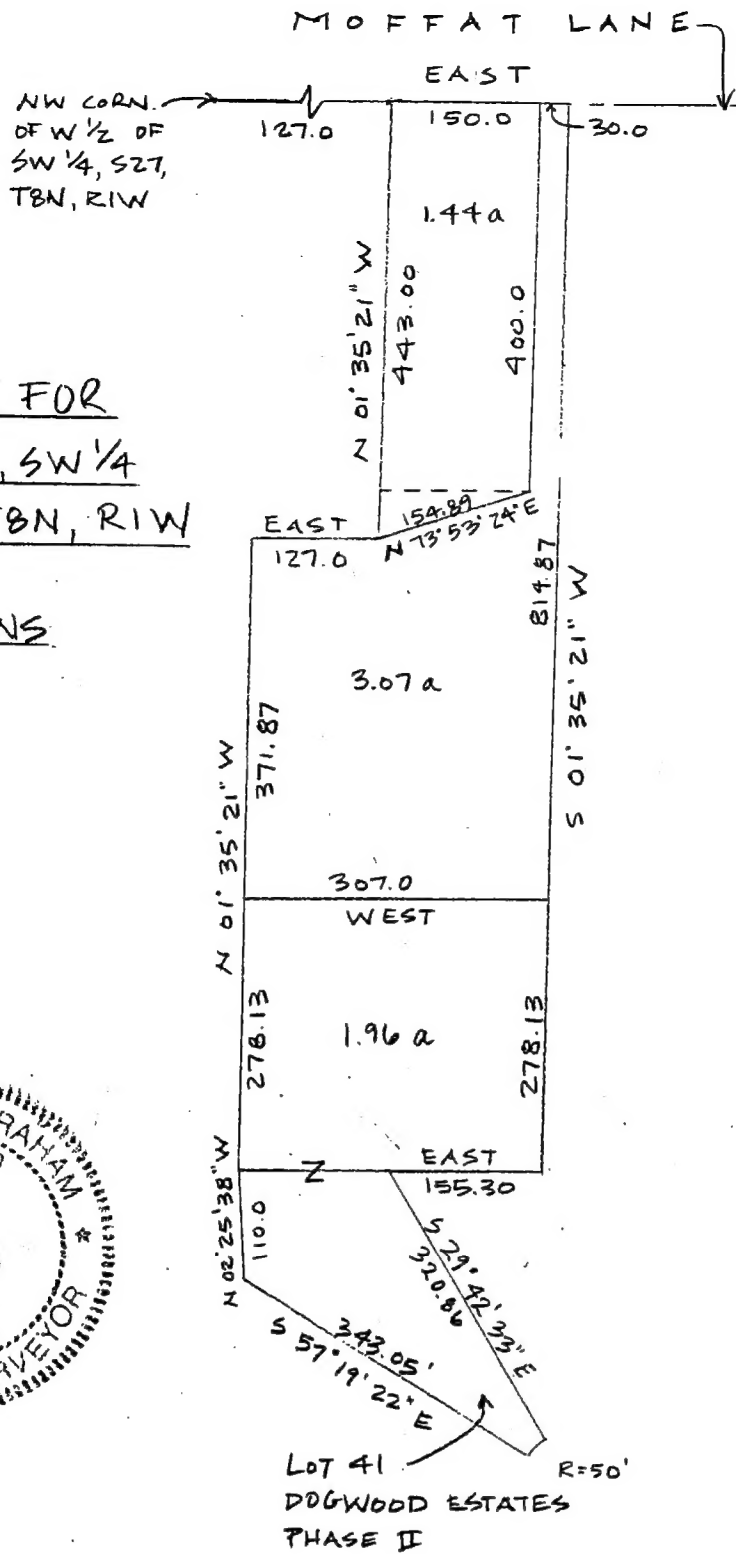 MOFFAT LANE
EAST
NW CORN.
OF W 1/2 OF
SW 1/4, S27,
T8N, R1W
127.0
150.0
30.0
1.44 a
N 01° 35' 21" W
443.00
400.0
FOR
, SW 1/4
T8N, R1W
NS
EAST
127.0
154.89
N 73° 53' 24" E
814.87
S 01° 35' 21" W
3.07 a
371.87
N 01° 35' 21" W
307.0
WEST
278.13
1.96 a
278.13
EAST
155.30
Z
N 02° 25' 38" W
110.0
S 29° 42' 33" E
320.86
343.05'
S 57° 19' 22" E
RAHAM *
RVEYOR
LOT 41
DOGWOOD ESTATES
PHASE II
R=50'